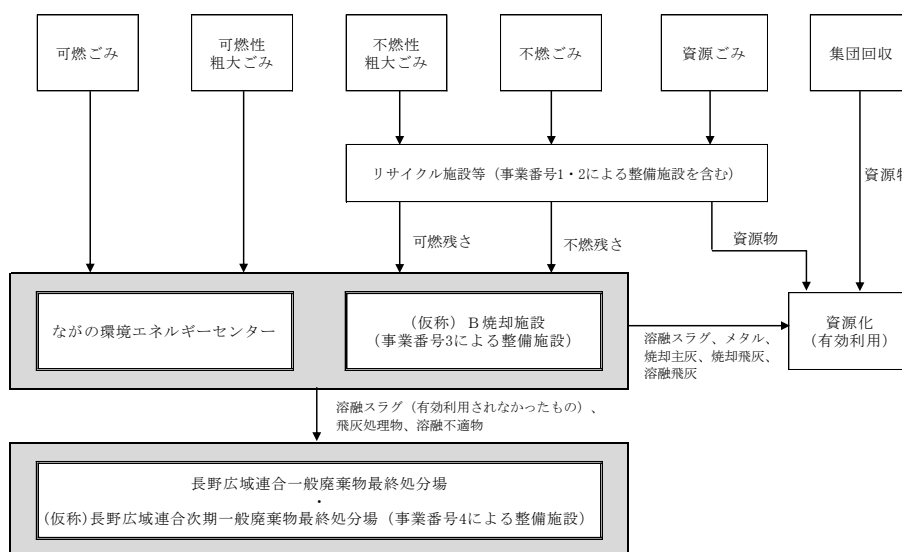 可燃ごみ
可燃性
粗大ごみ
不燃性
粗大ごみ
不燃ごみ
資源ごみ
集団回収
リサイクル施設等（事業番号1・2による整備施設を含む）
資源物
可燃残さ
不燃残さ
資源物
ながの環境エネルギーセンター
（仮称）Ｂ焼却施設
（事業番号3による整備施設）
資源化
（有効利用）
溶融スラグ、メタル、
焼却主灰、焼却飛灰、
溶融飛灰
溶融スラグ（有効利用されなかったもの）、
飛灰処理物、溶融不適物
長野広域連合一般廃棄物最終処分場
・
(仮称)長野広域連合次期一般廃棄物最終処分場（事業番号4による整備施設）